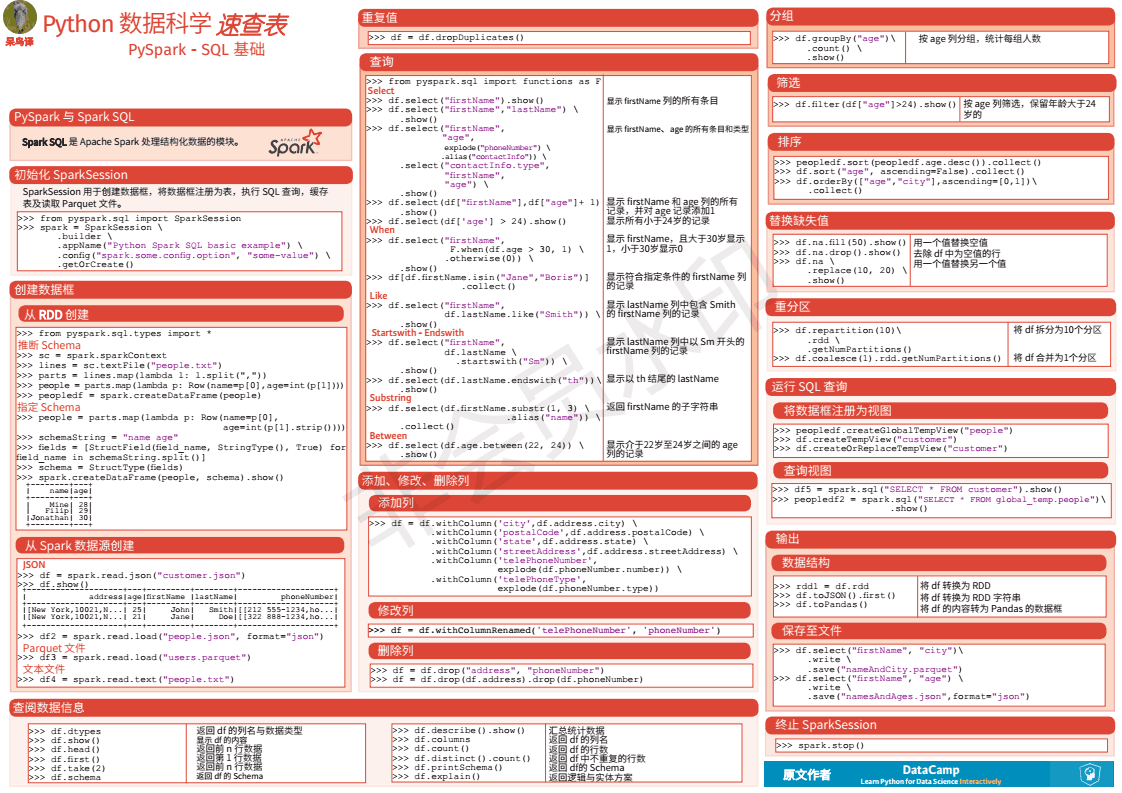 呆鸟译
Python 数据科学 速查表
PySpark - SQL 基础
PySpark 与 Spark SQL
Spark SQL 是 Apache Spark 处理结构化数据的模块。
APACHE
Spark
初始化 SparkSession
SparkSession 用于创建数据框，将数据框注册为表，执行 SQL 查询，缓存
表及读取 Parquet 文件。
>>> from pyspark.sql import SparkSession
>>> spark = SparkSession \
.builder \
.appName("Python Spark SQL basic example") \
.config("spark.some.config.option", "some-value") \
.getOrCreate()
创建数据框
从 RDD 创建
>>> from pyspark.sql.types import *
推断 Schema
>>> sc = spark.sparkContext
>>> lines = sc.textFile("people.txt")
>>> parts = lines.map(lambda l: l.split(","))
>>> people = parts.map(lambda p: Row(name=p[0],age=int(p[1])))
>>> peopledf = spark.createDataFrame(people)
指定 Schema
>>> people = parts.map(lambda p: Row(name=p[0],
age=int(p[1].strip())))
>>> schemaString = "name age"
>>> fields = [StructField(field_name, StringType(), True) for
field_name in schemaString.split()]
>>> schema = StructType(fields)
>>> spark.createDataFrame(people, schema).show()
+--------+---+
|    name|age|
+--------+---+
|    Mine| 28|
|   Filip| 29|
|Jonathan| 30|
+--------+---+
从 Spark 数据源创建
JSON
>>> df = spark.read.json("customer.json")
>>> df.show()
| address|age|firstName |lastName| phoneNumber|
|[New York,10021,N...| 25| John| Smith|[[212 555-1234,ho...|
|[New York,10021,N...| 21| Jane| Doe|[[322 888-1234,ho...|
>>> df2 = spark.read.load("people.json", format="json")
Parquet 文件
>>> df3 = spark.read.load("users.parquet")
文本文件
>>> df4 = spark.read.text("people.txt")
查阅数据信息
>>> df.dtypes 返回 df 的列名与数据类型
>>> df.show() 显示 df 的内容
>>> df.head() 返回前 n 行数据
>>> df.first() 返回第 1 行数据
>>> df.take(2) 返回前 n 行数据
>>> df.schema 返回 df 的 Schema
>>> df.describe().show() 汇总统计数据
>>> df.columns 返回 df 的列名
>>> df.count() 返回 df 的行数
>>> df.distinct().count() 返回 df 中不重复的行数
>>> df.printSchema() 返回 df的 Schema
>>> df.explain() 返回逻辑与实体方案
重复值
>>> df = df.dropDuplicates()
查询
>>> from pyspark.sql import functions as F
Select
>>> df.select("firstName").show() 显示 firstName 列的所有条目
>>> df.select("firstName","lastName") \
.show()
>>> df.select("firstName", 显示 firstName、 age 的所有条目和类型
"age",
explode("phoneNumber") \
.alias("contactInfo")) \
.select("contactInfo.type",
"firstName",
"age") \
.show()
>>> df.select(df["firstName"],df["age"]+ 1) 显示 firstName 和 age 列的所有
.show() 记录，并对 age 记录添加1
>>> df.select(df['age'] > 24).show() 显示所有小于24岁的记录
When
>>> df.select("firstName", 显示 firstName，且大于30岁显示
F.when(df.age > 30, 1) \ 1，小于30岁显示0
.otherwise(0)) \
.show()
>>> df[df.firstName.isin("Jane","Boris")] 显示符合指定条件的 firstName 列
.collect() 的记录
Like
>>> df.select("firstName", 显示 lastName 列中包含 Smith
df.lastName.like("Smith")) \ 的 firstName 列的记录
.show()
Startswith - Endswith
>>> df.select("firstName", 显示 lastName 列中以 Sm 开头的
df.lastName \ firstName 列的记录
.startswith("Sm")) \
.show()
>>> df.select(df.lastName.endswith("th"))\ 显示以 th 结尾的 lastName
.show()
Substring
>>> df.select(df.firstName.substr(1, 3) \ 返回 firstName 的子字符串
.alias("name")) \
.collect()
Between
>>> df.select(df.age.between(22, 24)) \ 显示介于22岁至24岁之间的 age
.show() 列的记录
添加、修改、删除列
添加列
>>> df = df.withColumn('city',df.address.city) \
.withColumn('postalCode',df.address.postalCode) \
.withColumn('state',df.address.state) \
.withColumn('streetAddress',df.address.streetAddress) \
.withColumn('telePhoneNumber',
explode(df.phoneNumber.number)) \
.withColumn('telePhoneType',
explode(df.phoneNumber.type))
修改列
>>> df = df.withColumnRenamed('telePhoneNumber', 'phoneNumber')
删除列
>>> df = df.drop("address", "phoneNumber")
>>> df = df.drop(df.address).drop(df.phoneNumber)
分组
>>> df.groupBy("age")\ 按 age 列分组，统计每组人数
.count() \
.show()
筛选
>>> df.filter(df["age"]>24).show() 按 age 列筛选，保留年龄大于24
岁的
排序
>>> peopledf.sort(peopledf.age.desc()).collect()
>>> df.sort("age", ascending=False).collect()
>>> df.orderBy(["age","city"],ascending=[0,1])\
.collect()
替换缺失值
>>> df.na.fill(50).show() 用一个值替换空值
>>> df.na.drop().show() 去除 df 中为空值的行
>>> df.na \ 用一个值替换另一个值
.replace(10, 20) \
.show()
重分区
>>> df.repartition(10)\ 将 df 拆分为10个分区
.rdd \
.getNumPartitions()
>>> df.coalesce(1).rdd.getNumPartitions() 将 df 合并为1个分区
运行 SQL 查询
将数据框注册为视图
>>> peopledf.createGlobalTempView("people")
>>> df.createTempView("customer")
>>> df.createOrReplaceTempView("customer")
查询视图
>>> df5 = spark.sql("SELECT * FROM customer").show()
>>> peopledf2 = spark.sql("SELECT * FROM global_temp.people")\
.show()
输出
数据结构
>>> rdd1 = df.rdd 将 df 转换为 RDD
>>> df.toJSON().first() 将 df 转换为 RDD 字符串
>>> df.toPandas() 将 df 的内容转为 Pandas 的数据框
保存至文件
>>> df.select("firstName", "city")\
.write \
.save("nameAndCity.parquet")
>>> df.select("firstName", "age") \
.write \
.save("namesAndAges.json",format="json")
终止 SparkSession
>>> spark.stop()
原文作者
DataCamp
Learn Python for Data Science Interactively
非会员水印